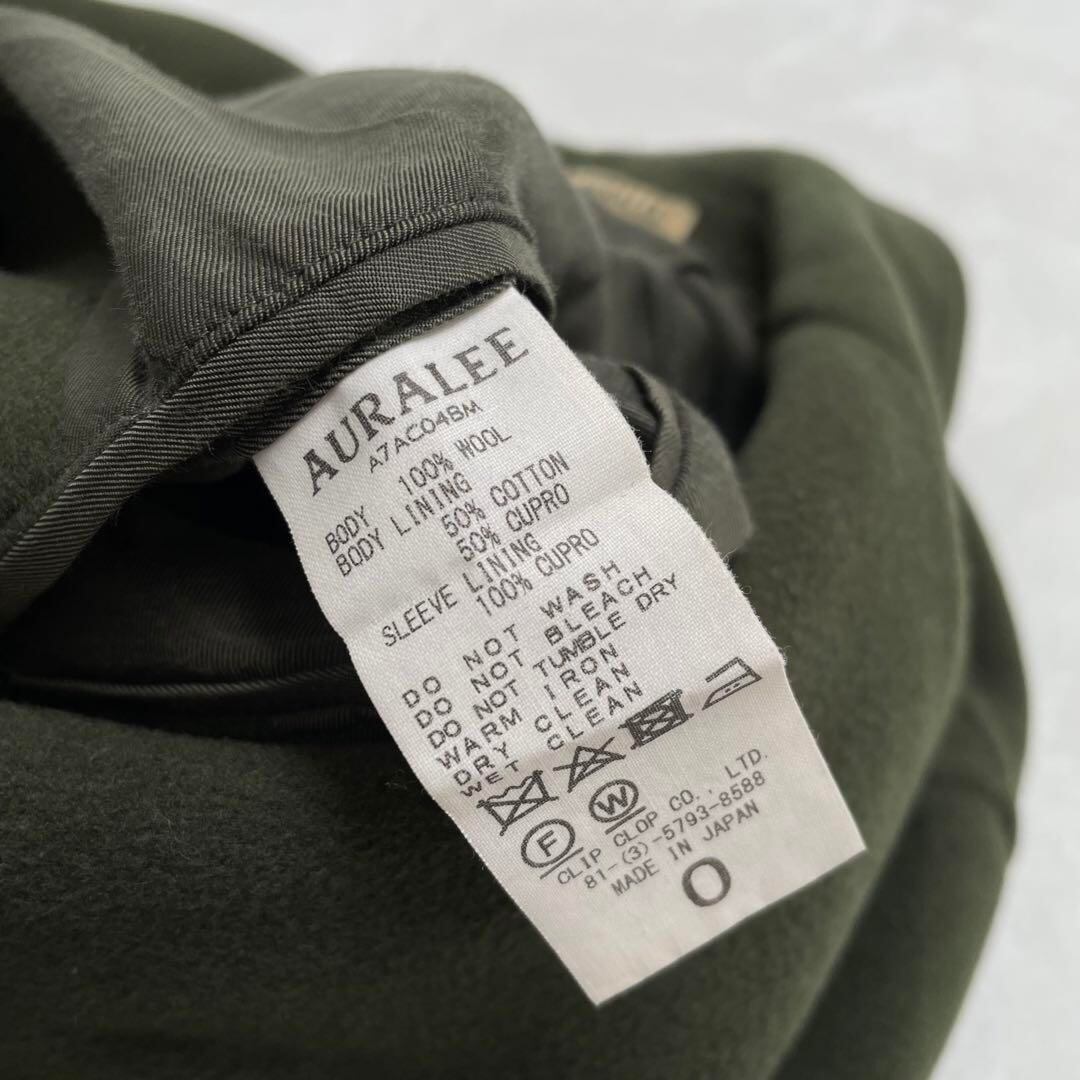 AURALEE
A7AC04BM
BODY
100% WOOL
BODY LINING
50% COTTON
50% CUPRO
SLEEVE LINING
100% CUPRO
DO NOT WASH
DO NOT BLEACH
DO NOT TUMBLE DRY
WARM IRON
DRY CLEAN
WET CLEAN
F W
CLIP CLOP CO., LTD.
81-(3)-5793-8588
MADE IN JAPAN
0